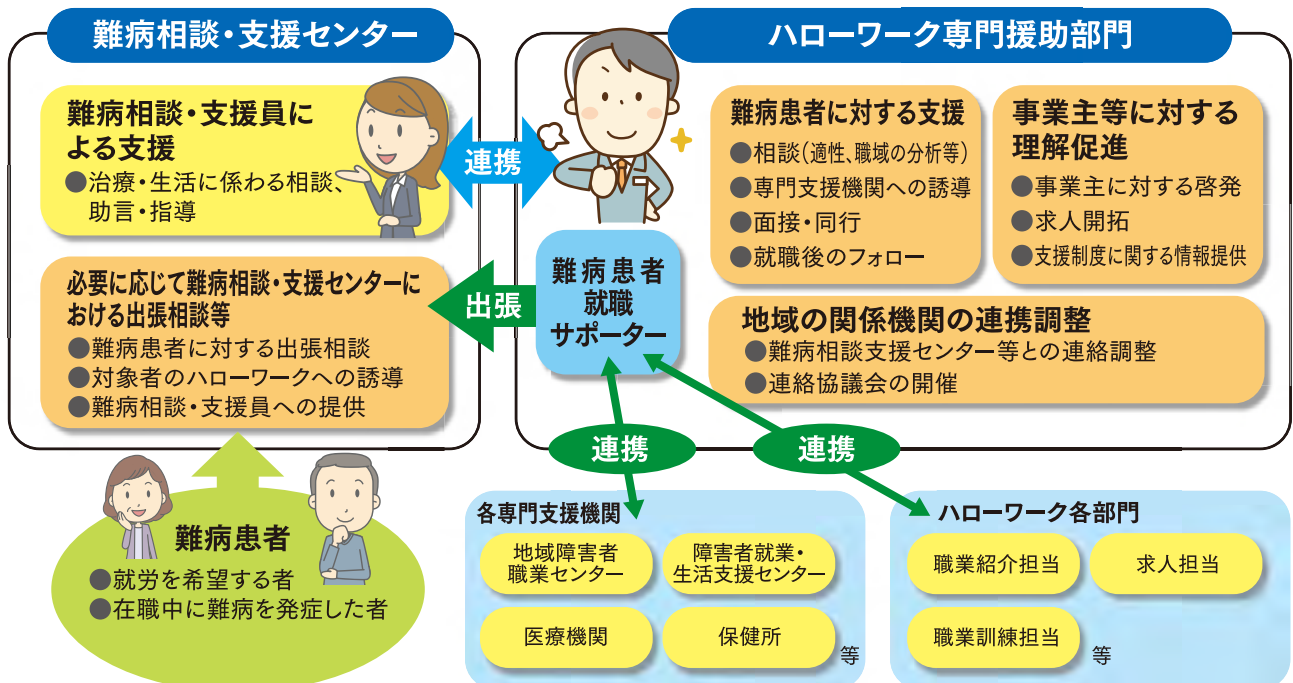 難病相談・支援センター
難病相談・支援員に
よる支援
●治療・生活に係わる相談、
助言・指導
必要に応じて難病相談・支援センターに
おける出張相談等
●難病患者に対する出張相談
●対象者のハローワークへの誘導
●難病相談・支援員への提供
連携
出張
ハローワーク専門援助部門
難病患者
就職
サポーター
難病患者に対する支援
●相談(適性、職域の分析等)
●専門支援機関への誘導
●面接・同行
●就職後のフォロー
事業主等に対する
理解促進
●事業主に対する啓発
●求人開拓
●支援制度に関する情報提供
地域の関係機関の連携調整
●難病相談支援センター等との連絡調整
●連絡協議会の開催
連携
連携
難病患者
●就労を希望する者
●在職中に難病を発症した者
各専門支援機関
地域障害者
職業センター
障害者就業・
生活支援センター
医療機関
保健所
等
ハローワーク各部門
職業紹介担当
求人担当
職業訓練担当
等